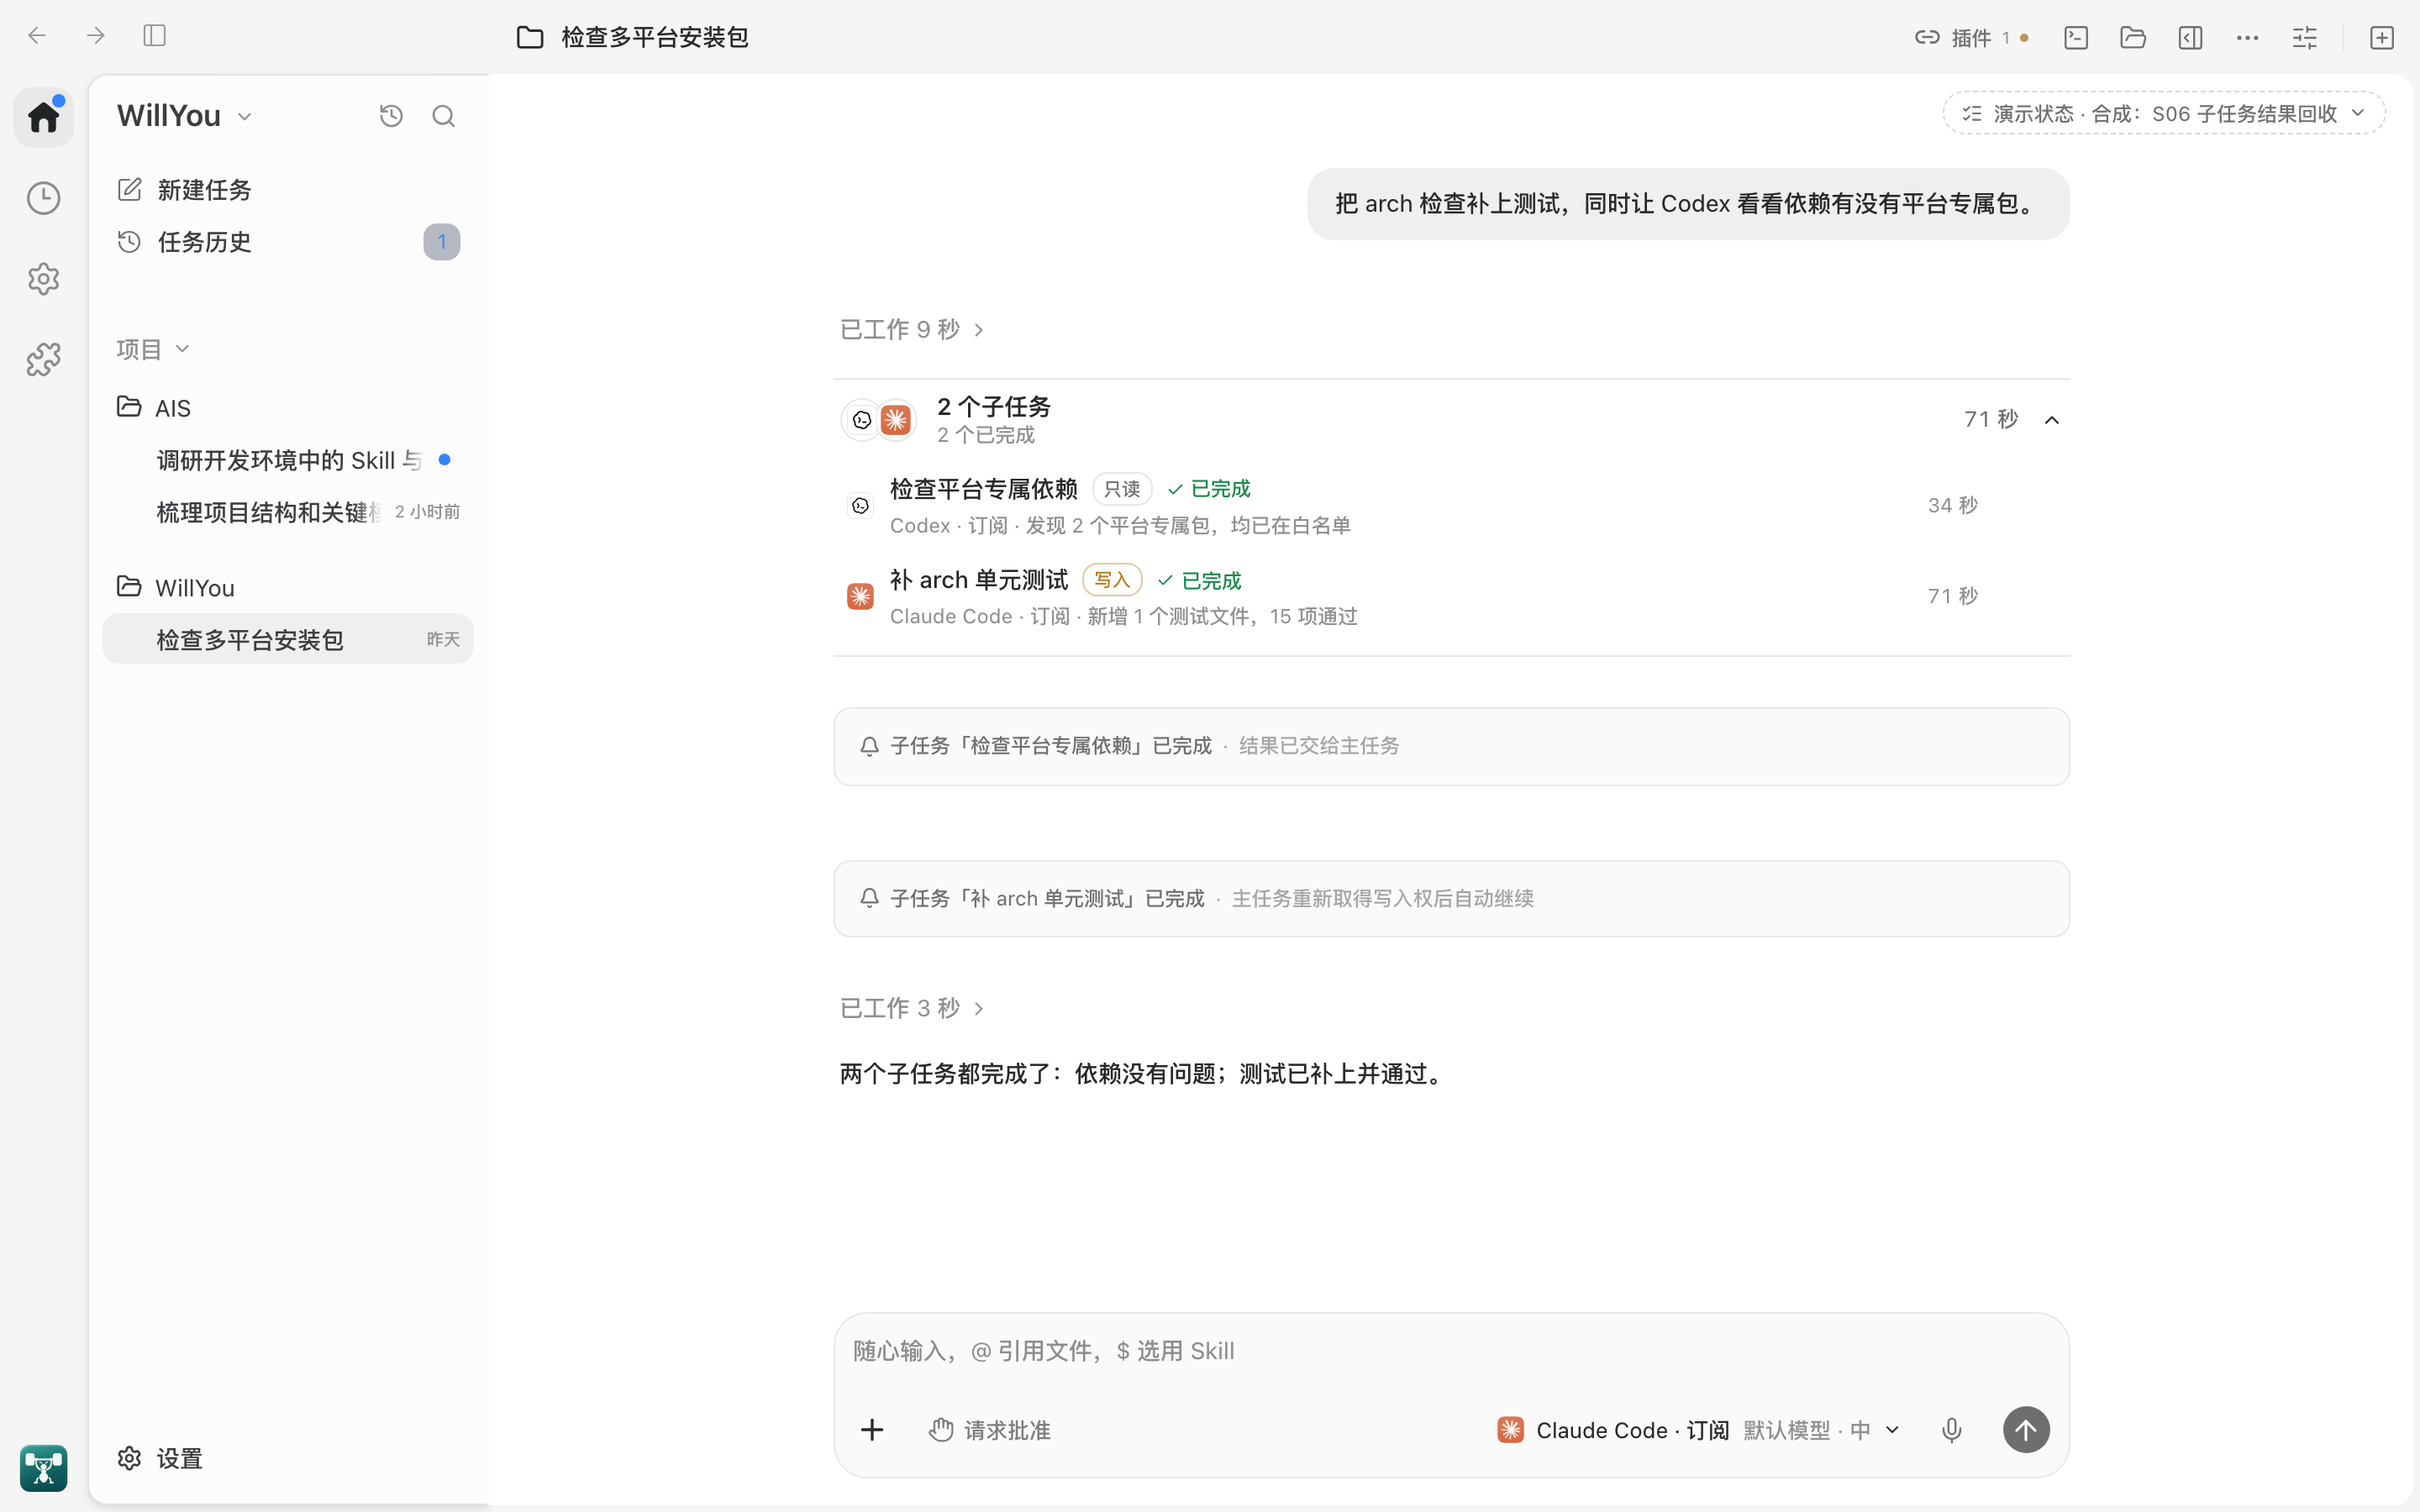 检查多平台安装包
插件 1
WillYou
演示状态 · 合成：S06 子任务结果回收
新建任务
任务历史
1
项目
AIS
调研开发环境中的 Skill 与
梳理项目结构和关键
2 小时前
WillYou
检查多平台安装包
昨天
设置
把 arch 检查补上测试，同时让 Codex 看看依赖有没有平台专属包。
已工作 9 秒
2 个子任务
2 个已完成
71 秒
检查平台专属依赖 只读 已完成
Codex · 订阅 · 发现 2 个平台专属包，均已在白名单
34 秒
补 arch 单元测试 写入 已完成
Claude Code · 订阅 · 新增 1 个测试文件，15 项通过
71 秒
子任务「检查平台专属依赖」已完成 · 结果已交给主任务
子任务「补 arch 单元测试」已完成 · 主任务重新取得写入权后自动继续
已工作 3 秒
两个子任务都完成了：依赖没有问题；测试已补上并通过。
随心输入，@ 引用文件，$ 选用 Skill
请求批准
Claude Code · 订阅 默认模型 · 中